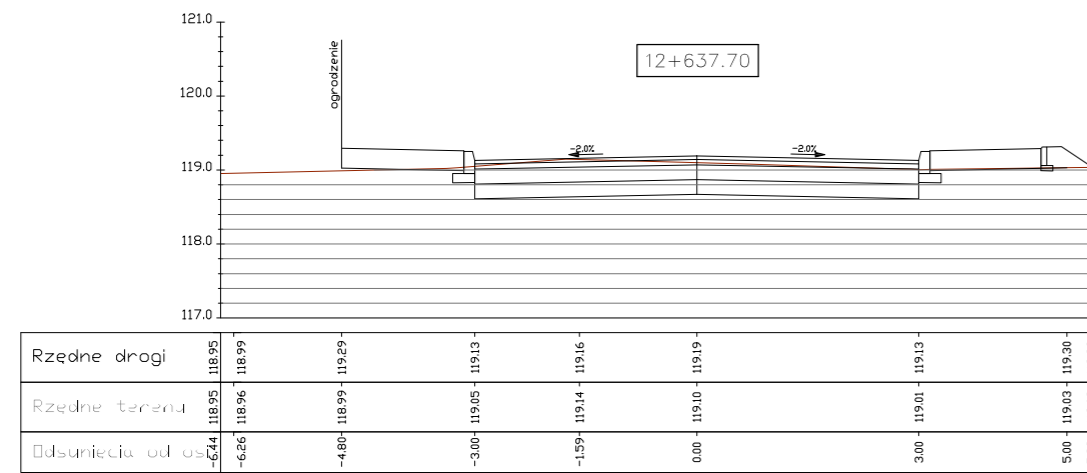 121.0
ogrodzenie
12+637.70
120.0
-2.0% -2.0%
119.0
118.0
117.0
Rzędne drogi 118.95 118.99 119.29 119.13 119.16 119.19 119.13 119.30
Rzędne terenu 118.95 118.96 118.99 119.05 119.14 119.10 119.01 119.03
Odsunięcia od osi -6.44 -6.26 -4.80 -3.00 -1.59 0.00 3.00 5.00